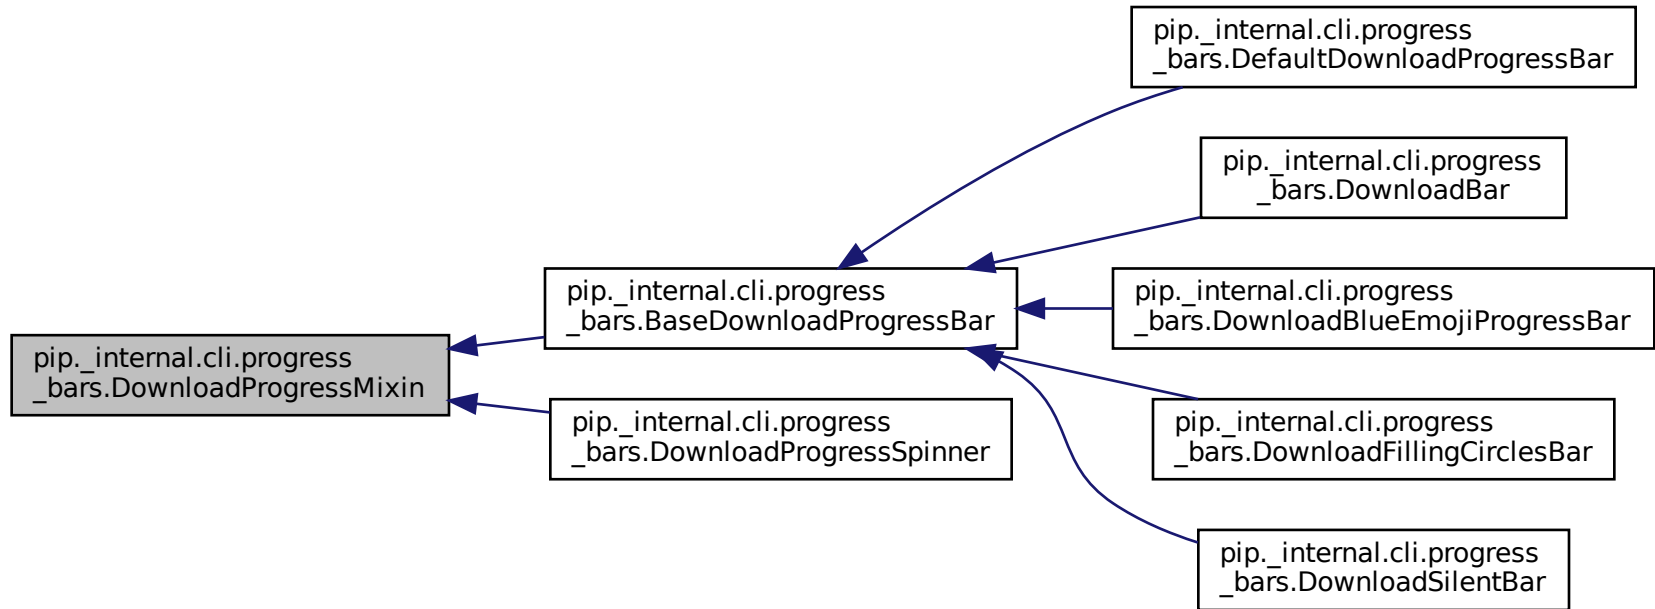 pip._internal.cli.progress
_bars.DefaultDownloadProgressBar
pip._internal.cli.progress
_bars.DownloadBar
pip._internal.cli.progress
_bars.BaseDownloadProgressBar
pip._internal.cli.progress
_bars.DownloadBlueEmojiProgressBar
pip._internal.cli.progress
_bars.DownloadProgressMixin
pip._internal.cli.progress
_bars.DownloadProgressSpinner
pip._internal.cli.progress
_bars.DownloadFillingCirclesBar
pip._internal.cli.progress
_bars.DownloadSilentBar